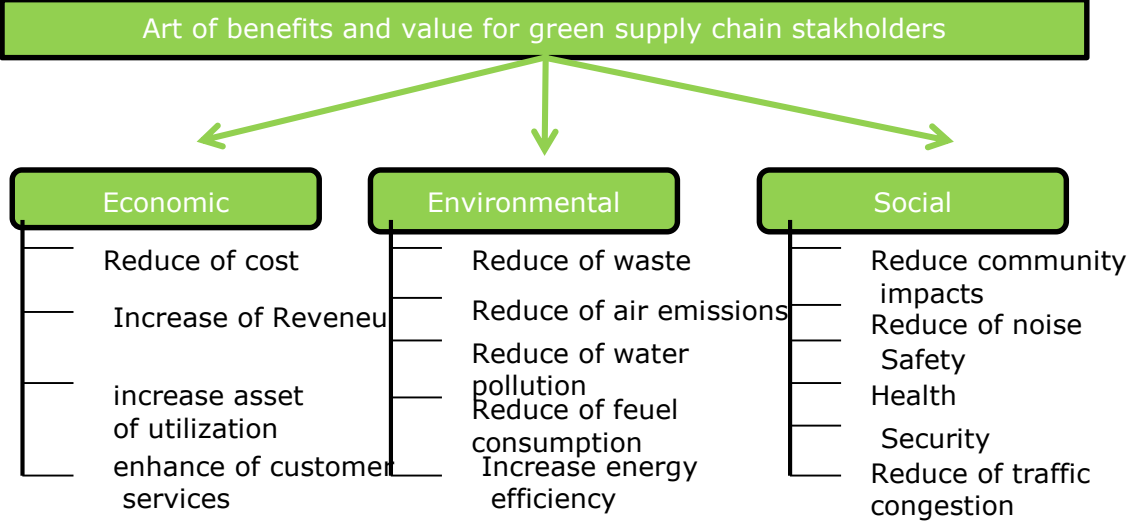 Art of benefits and value for green supply chain stakholders
Economic
Reduce of cost
Increase of Reveneu
increase asset
of utilization
enhance of customer
services
Environmental
Reduce of waste
Reduce of air emissions
Reduce of water
pollution
Reduce of feuel
consumption
Increase energy
efficiency
Social
Reduce community
impacts
Reduce of noise
Safety
Health
Security
Reduce of traffic
congestion